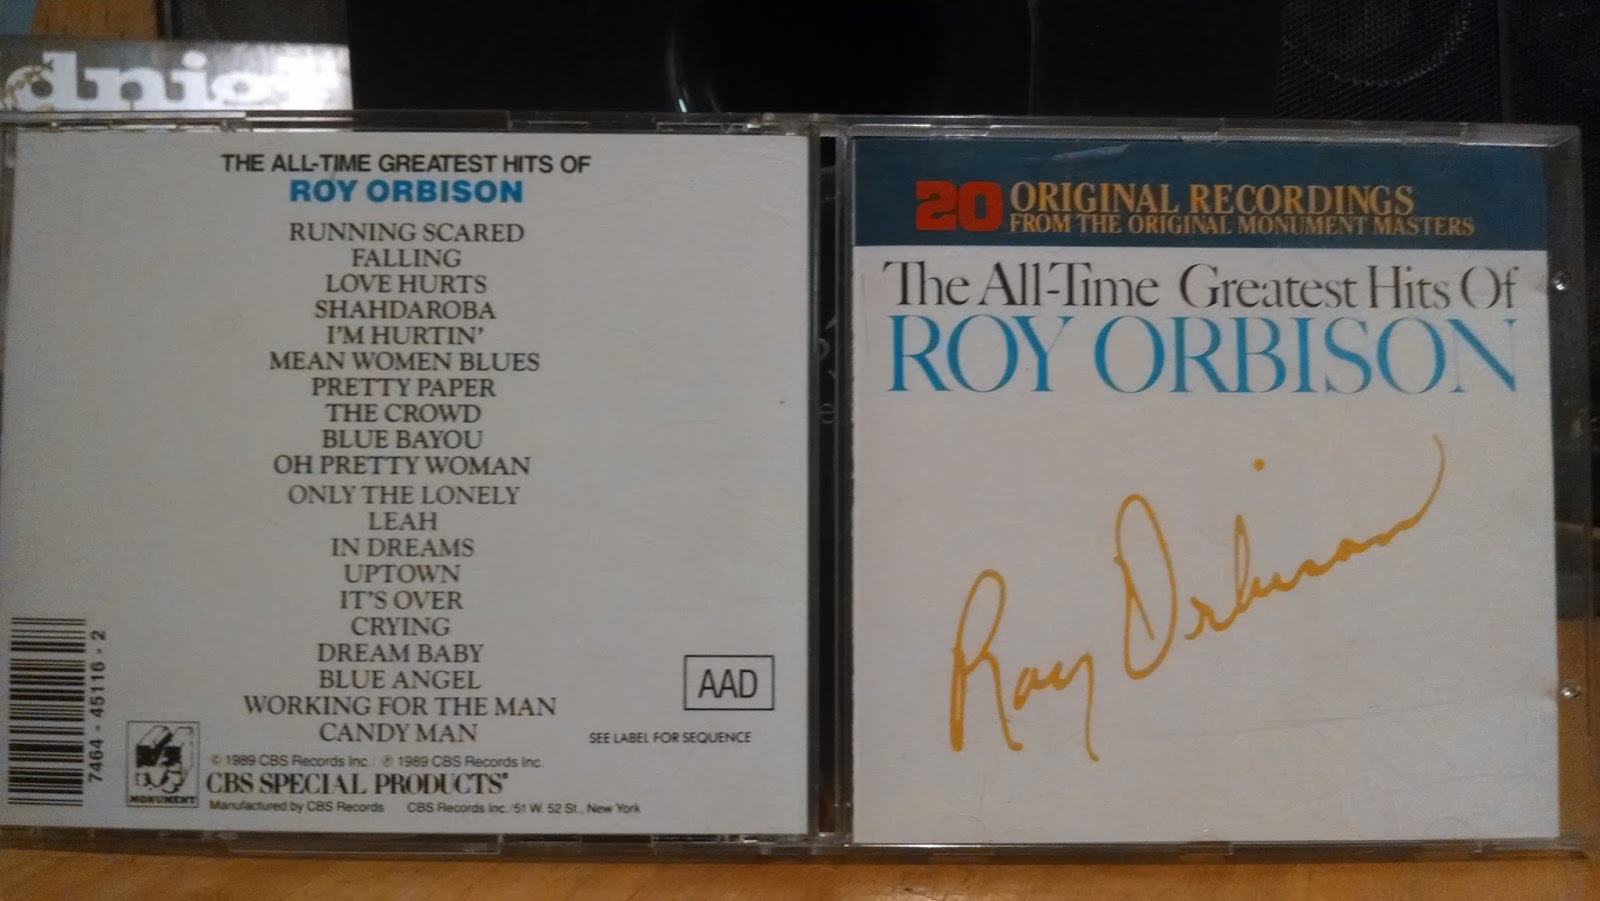 dnig
THE ALL-TIME GREATEST HITS OF
ROY ORBISON
RUNNING SCARED
FALLING
LOVE HURTS
SHAHDAROBA
I'M HURTIN'
MEAN WOMEN BLUES
PRETTY PAPER
THE CROWD
BLUE BAYOU
OH PRETTY WOMAN
ONLY THE LONELY
LEAH
IN DREAMS
UPTOWN
IT'S OVER
CRYING
DREAM BABY
BLUE ANGEL
WORKING FOR THE MAN
CANDY MAN
AAD
SEE LABEL FOR SEQUENCE
7464-45116-2
MONUMENT
© 1989 CBS Records Inc./ ℗ 1989 CBS Records Inc.
CBS SPECIAL PRODUCTS®
Manufactured by CBS Records CBS Records Inc./51 W. 52 St., New York
20 ORIGINAL RECORDINGS
FROM THE ORIGINAL MONUMENT MASTERS
The All-Time Greatest Hits Of
ROY ORBISON
Roy Orbison